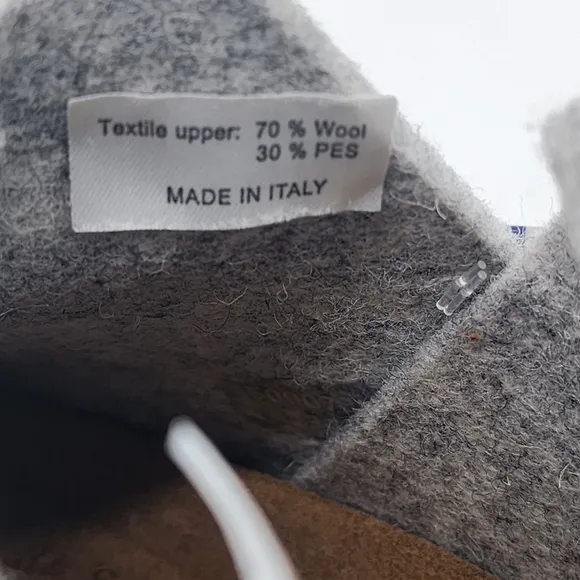 Textile upper: 70 % Wool
30 % PES
MADE IN ITALY